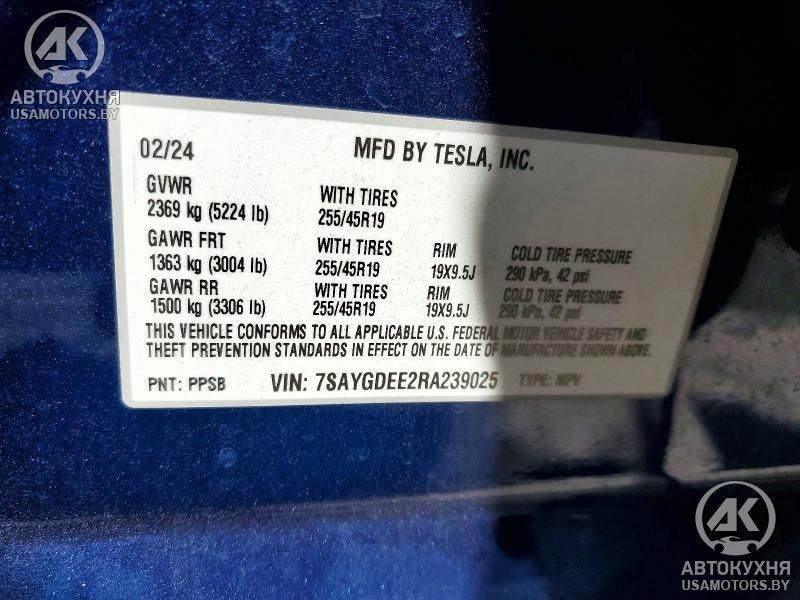 AK
АВТОКУХНЯ
USAMOTORS.BY
02/24 MFD BY TESLA, INC.
GVWR WITH TIRES
2369 kg (5224 lb) 255/45R19
GAWR FRT WITH TIRES RIM COLD TIRE PRESSURE
1363 kg (3004 lb) 255/45R19 19X9.5J 290 kPa, 42 psi
GAWR RR WITH TIRES RIM COLD TIRE PRESSURE
1500 kg (3306 lb) 255/45R19 19X9.5J 290 kPa, 42 psi
THIS VEHICLE CONFORMS TO ALL APPLICABLE U.S. FEDERAL MOTOR VEHICLE SAFETY AND
THEFT PREVENTION STANDARDS IN EFFECT ON THE DATE OF MANUFACTURE SHOWN ABOVE.
PNT: PPSB VIN: 7SAYGDEE2RA239025 TYPE: MPV
AK
АВТОКУХНЯ
USAMOTORS.BY